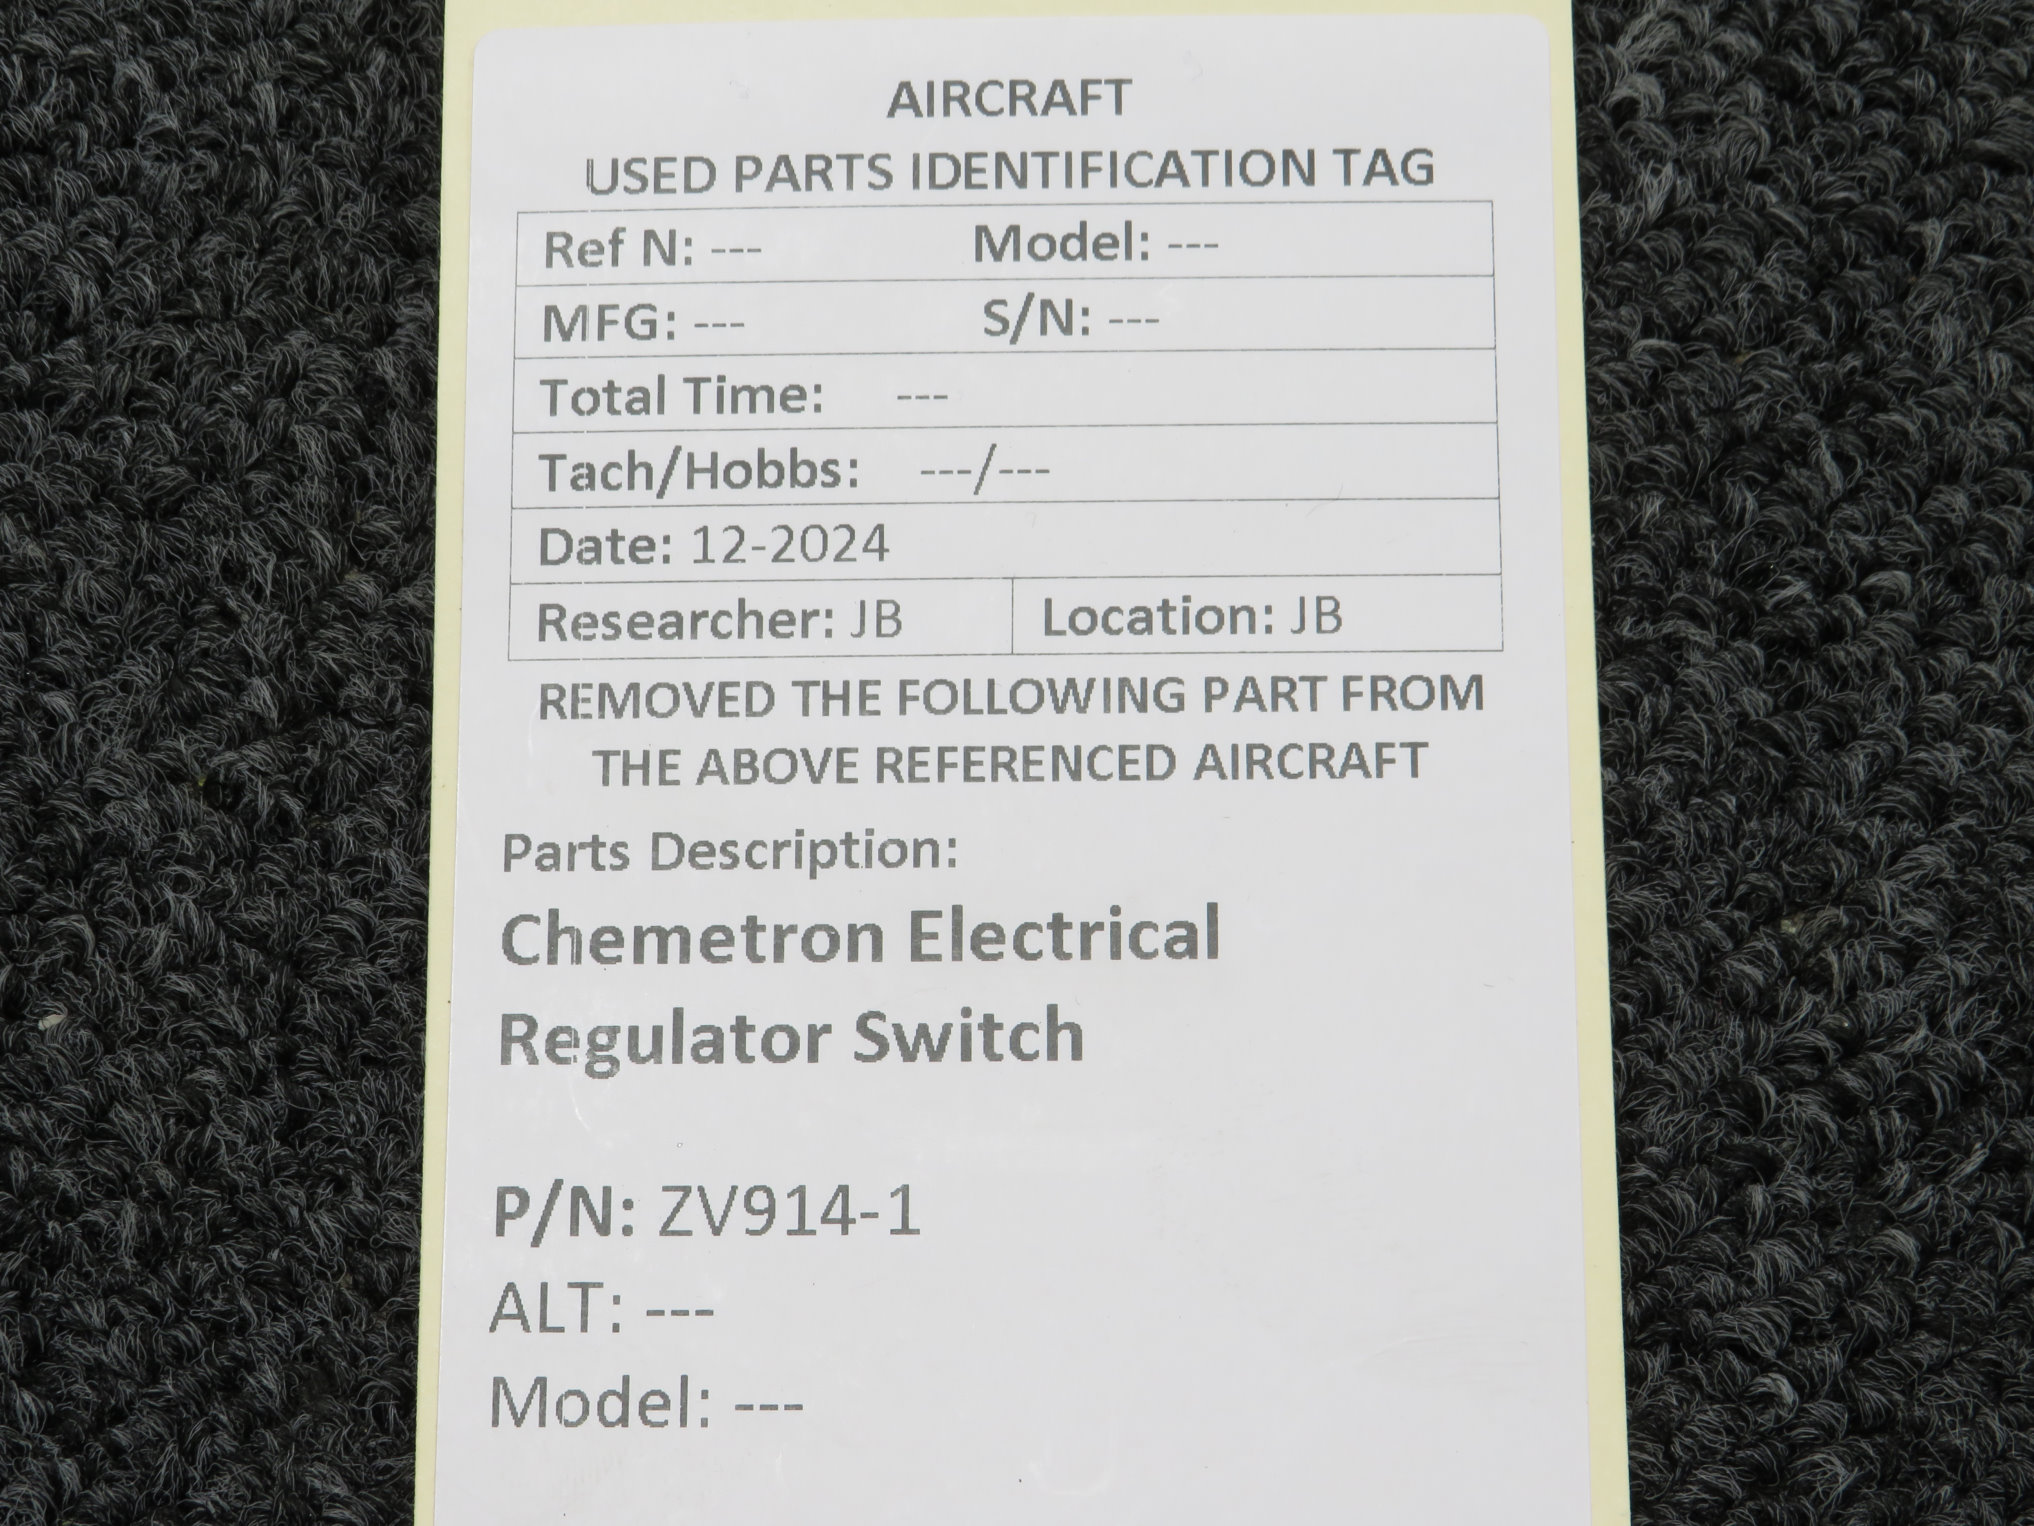 AIRCRAFT
USED PARTS IDENTIFICATION TAG
Ref N: --- Model: ---
MFG: --- S/N: ---
Total Time: ---
Tach/Hobbs: ---/---
Date: 12-2024
Researcher: JB Location: JB
REMOVED THE FOLLOWING PART FROM
THE ABOVE REFERENCED AIRCRAFT
Parts Description:
Chemetron Electrical
Regulator Switch
P/N: ZV914-1
ALT: ---
Model: ---